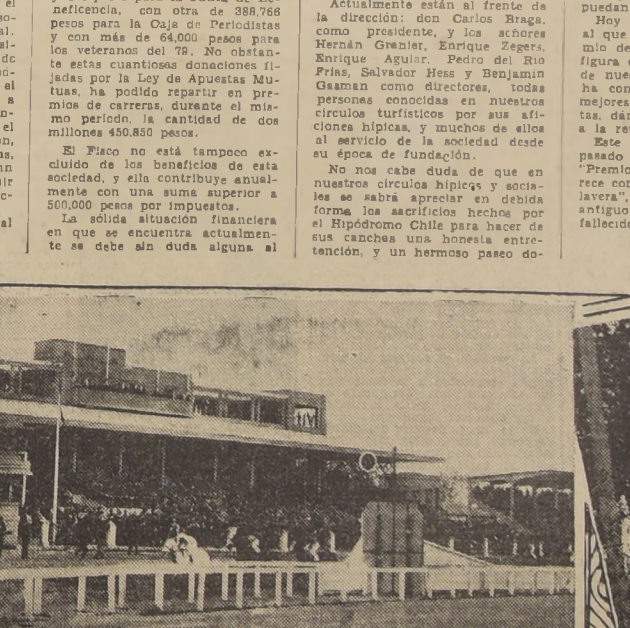 neficencia, con otra de 388,766
pesos para la Caja de Periodistas
y con más de 64,000 pesos para
los veteranos del 79. No obstan-
te estas cuantiosas donaciones fi-
jadas por la Ley de Apuestas Mu-
tuas, ha podido repartir en pre-
mios de carreras, durante el mis-
mo período, la cantidad de dos
millones 450,850 pesos.
El Fisco no está tampoco ex-
cluído de los beneficios de esta
sociedad, y ella contribuye anual-
mente con una suma superior a
500,000 pesos por impuestos.
La sólida situación financiera
en que se encuentra actualmen-
te se debe sin duda alguna al
Actualmente están al frente de
la dirección: don Carlos Braga,
como presidente, y los señores
Hernán Granier, Enrique Zegers,
Enrique Aguiar, Pedro del Río
Frías, Salvador Hess y Benjamín
Gasman como directores, todas
personas conocidas en nuestros
círculos turfísticos por sus afi-
ciones hípicas, y muchos de ellos
al servicio de la sociedad desde
su época de fundación.
No nos cabe duda de que en
nuestros círculos hípicos y socia-
les se sabrá apreciar en debida
forma los sacrificios hechos por
el Hipódromo Chile para hacer de
sus canchas una honesta entre-
tención, y un hermoso paseo do-
puedan
Hoy
al que
mio de
figura
de nue
ha con
mejores
tas, dán
a la ret
Este
pasado
"Premio
rece con
lavera",
antiguo
fallecido